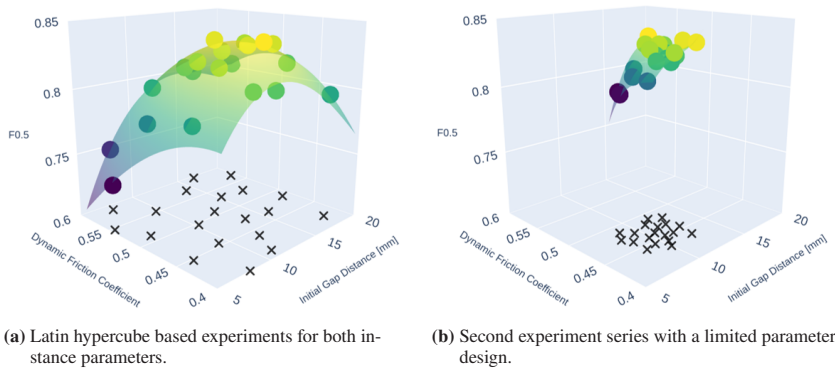 0.85
0.8
F0.5
0.75
0.6
0.55
0.5
0.45
0.4
Dynamic Friction Coefficient
20
15
10
5
Initial Gap Distance [mm]
(a) Latin hypercube based experiments for both in-
stance parameters.
0.85
0.8
F0.5
0.75
0.6
0.55
0.5
0.45
0.4
Dynamic Friction Coefficient
20
15
10
5
Initial Gap Distance [mm]
(b) Second experiment series with a limited parameter
design.